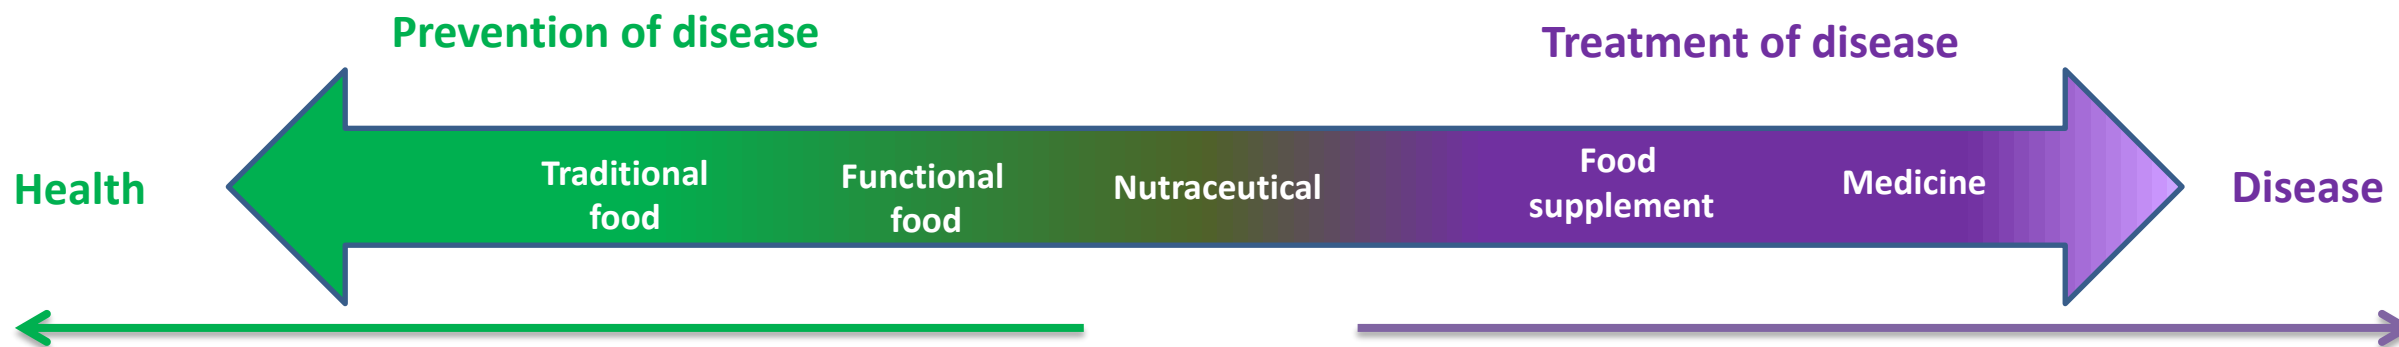 Prevention of disease
Treatment of disease
Health
Traditional
food
Functional
food
Nutraceutical
Food
supplement
Medicine
Disease